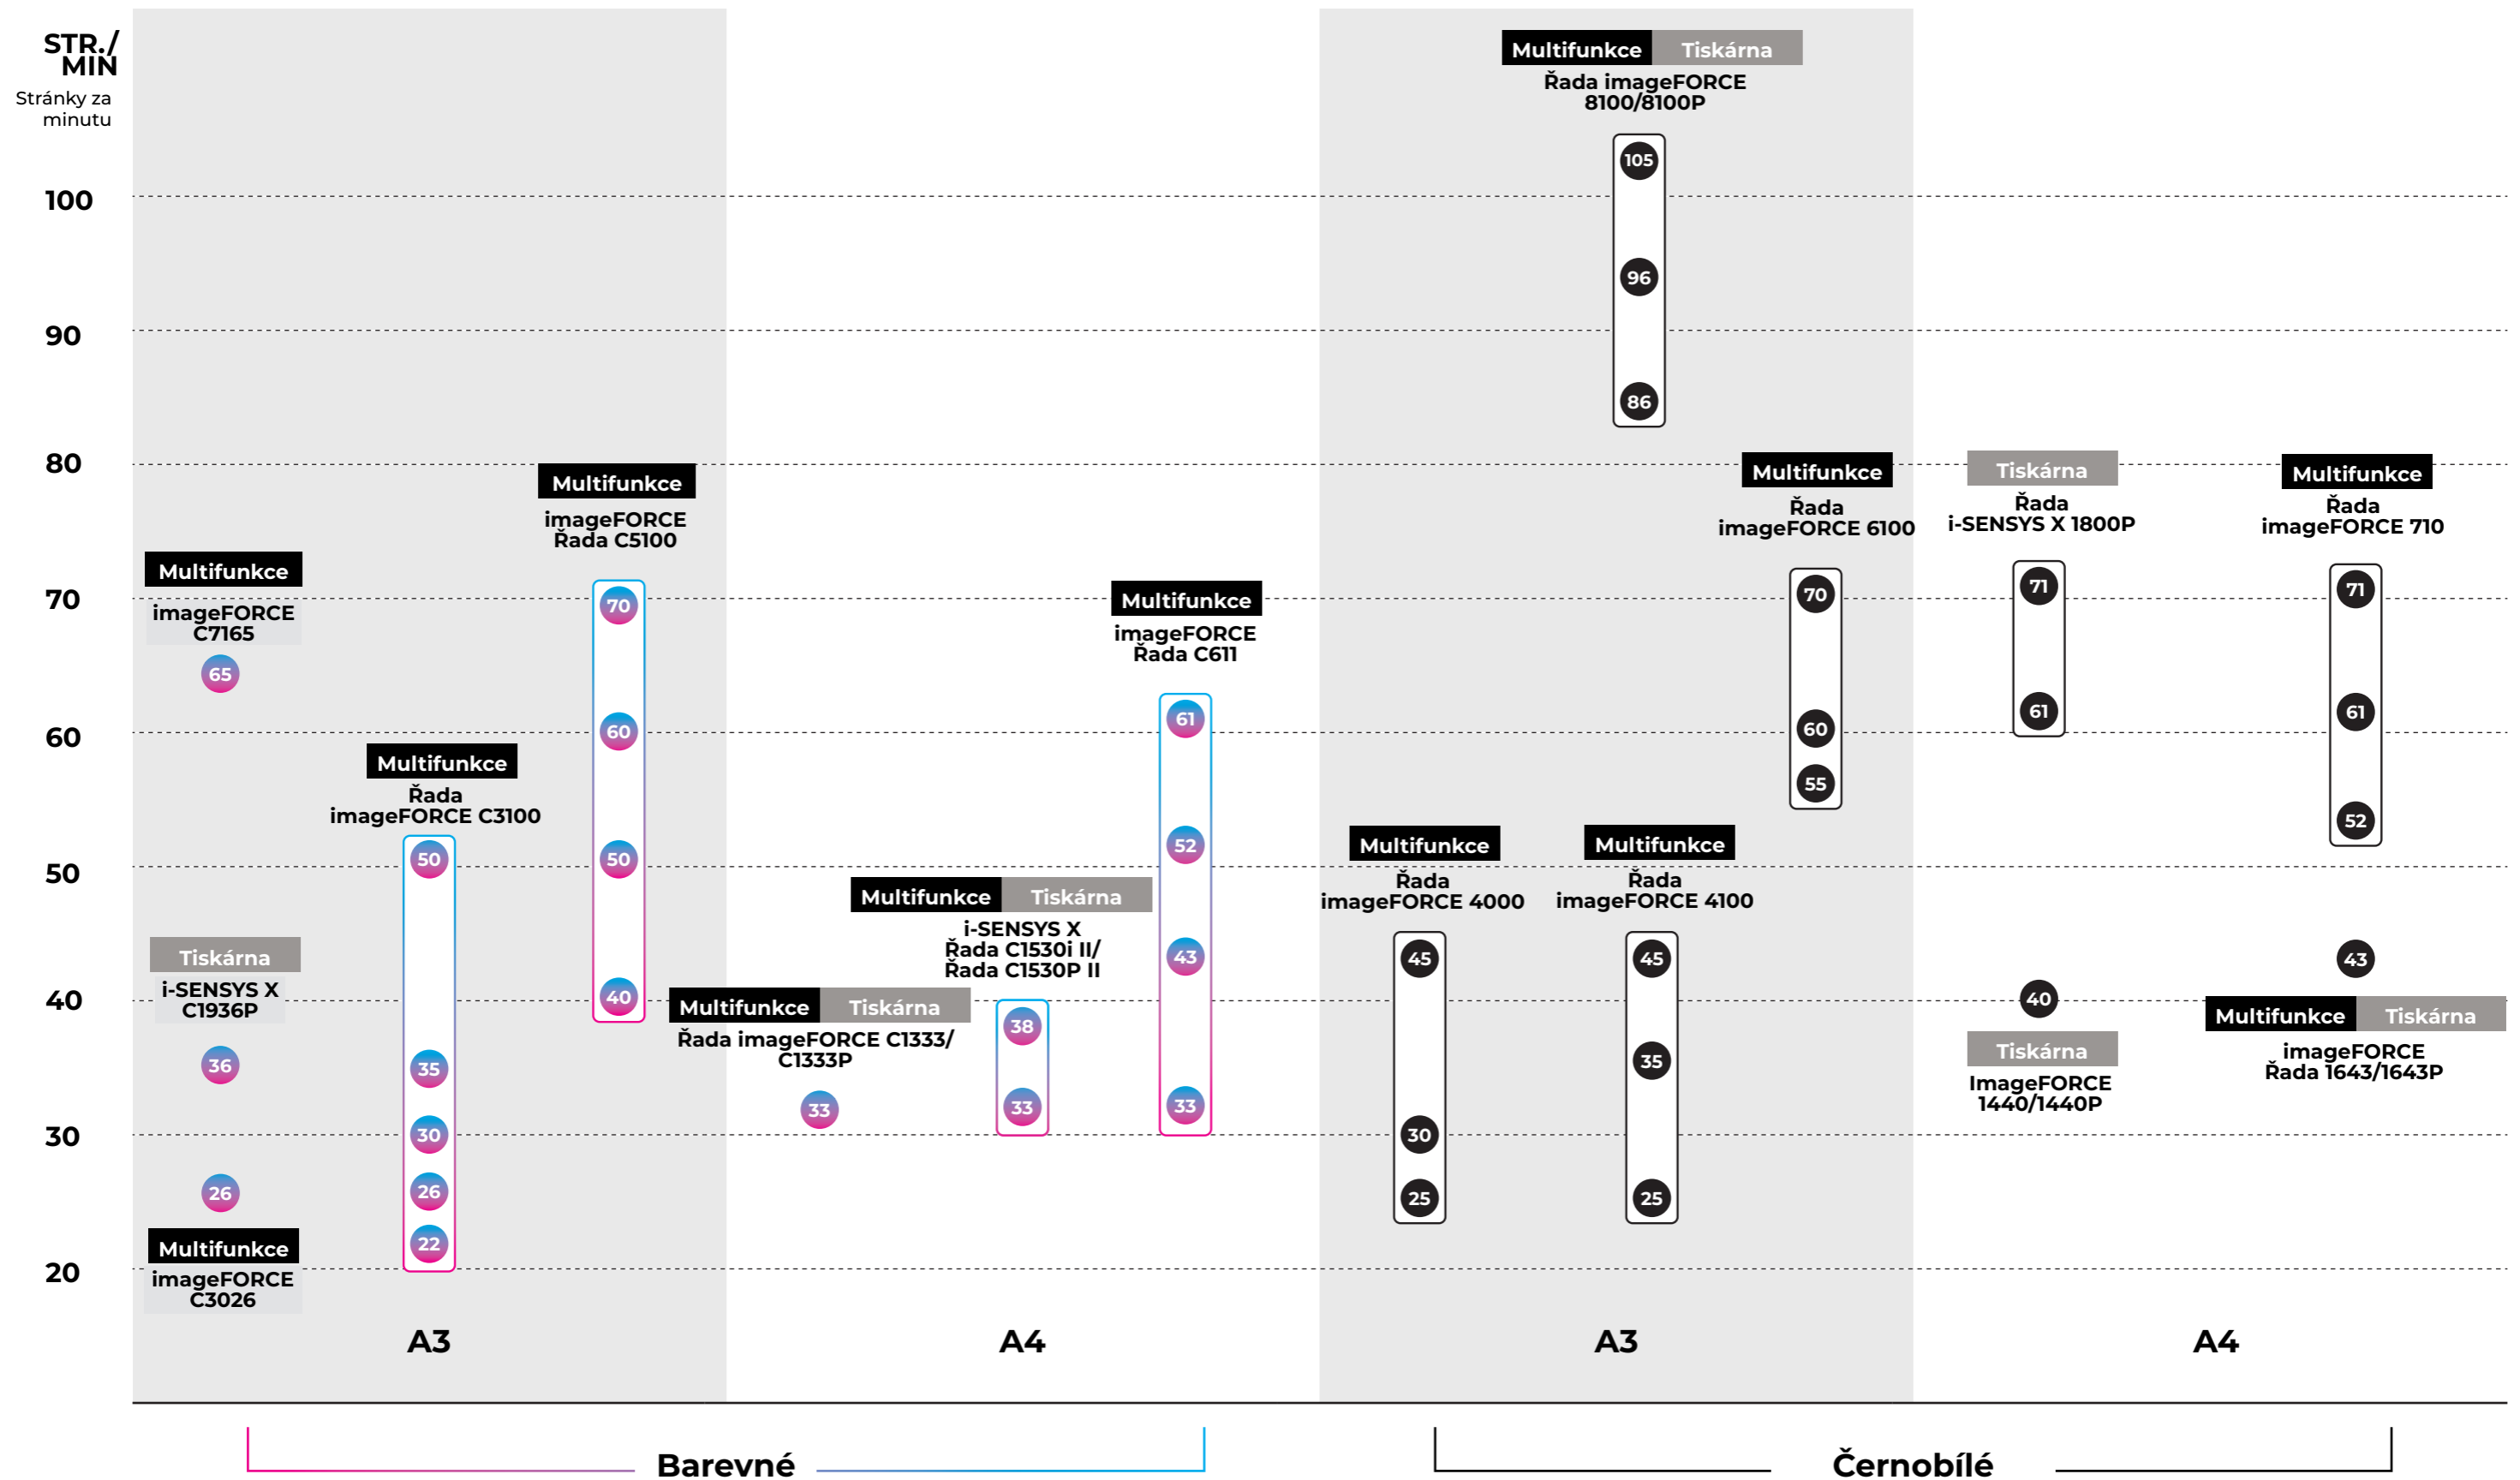 STR./
MIN
Stránky za
minutu
100
90
80
70
60
50
40
30
20
Multifunkce
imageFORCE
C7165
65
Tiskárna
i-SENSYS X
C1936P
36
26
Multifunkce
imageFORCE
C3026
Multifunkce
Řada
imageFORCE C3100
50
35
30
26
22
Multifunkce
imageFORCE
Řada C5100
70
60
50
40
A3
Multifunkce Tiskárna
Řada imageFORCE C1333/
C1333P
33
Multifunkce Tiskárna
i-SENSYS X
Řada C1530i II/
Řada C1530P II
38
33
Multifunkce
imageFORCE
Řada C611
61
52
43
33
A4
Multifunkce
Řada
imageFORCE 4000
45
30
25
Multifunkce Tiskárna
Řada imageFORCE
8100/8100P
105
96
86
Multifunkce
Řada
imageFORCE 4100
45
35
25
Multifunkce
Řada
imageFORCE 6100
70
60
55
A3
Tiskárna
Řada
i-SENSYS X 1800P
71
61
40
Tiskárna
ImageFORCE
1440/1440P
Multifunkce
Řada
imageFORCE 710
71
61
52
43
Multifunkce Tiskárna
imageFORCE
Řada 1643/1643P
A4
Barevné
Černobílé